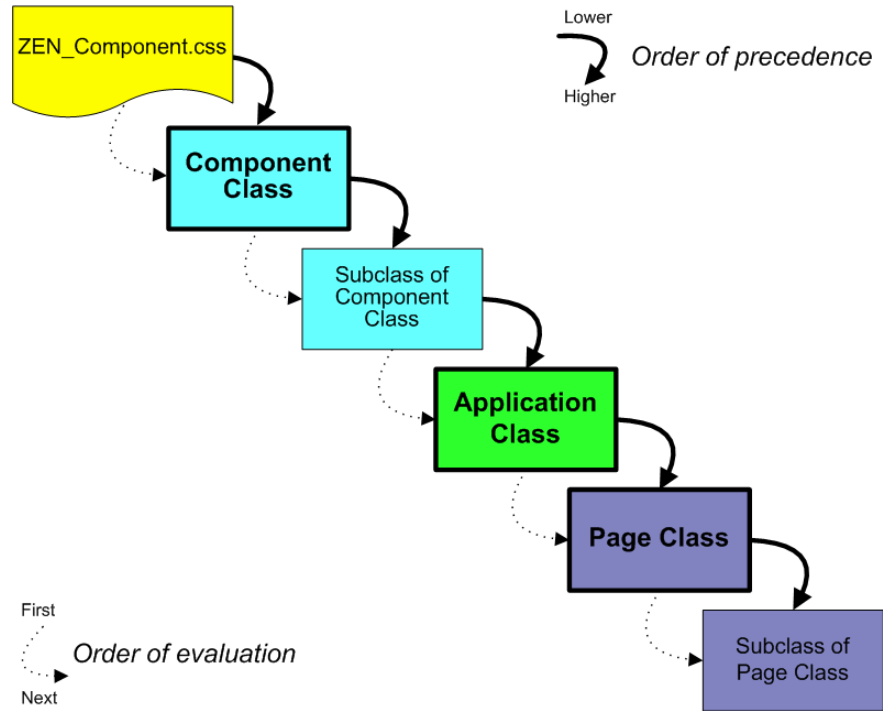 ZEN_Component.css
Lower
Order of precedence
Higher
Component
Class
Subclass of
Component
Class
Application
Class
Page Class
First
Order of evaluation
Next
Subclass of
Page Class